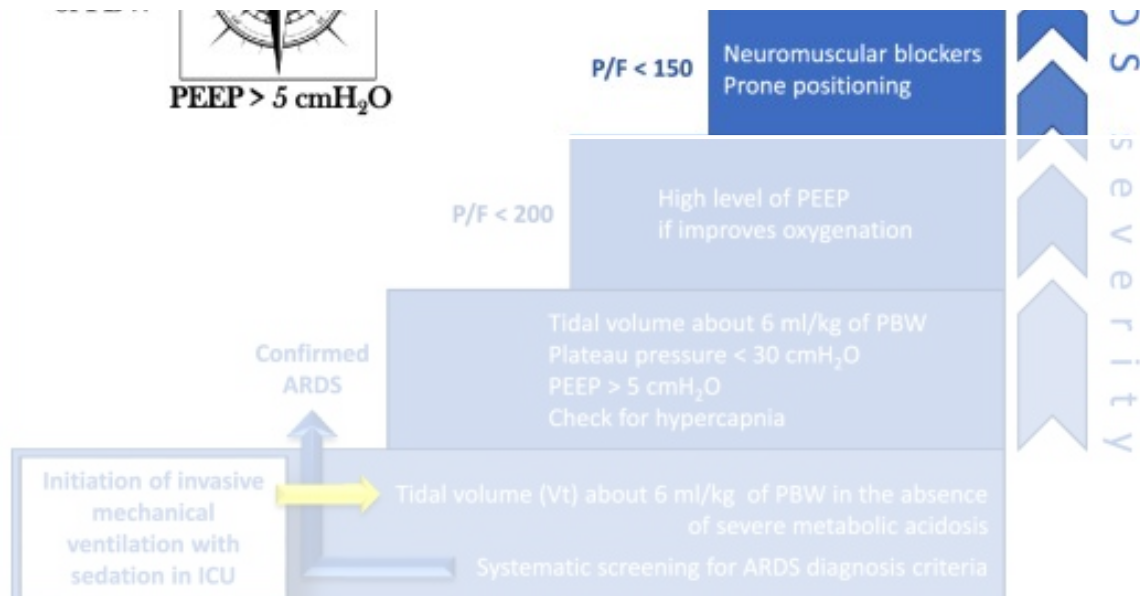 PEEP > 5 cmH₂O
P/F < 150
Neuromuscular blockers
Prone positioning
P/F < 200
High level of PEEP
if improves oxygenation
Confirmed
ARDS
Tidal volume about 6 ml/kg of PBW
Plateau pressure < 30 cmH₂O
PEEP > 5 cmH₂O
Check for hypercapnia
Initiation of invasive
mechanical
ventilation with
sedation in ICU
Tidal volume (Vt) about 6 ml/kg of PBW in the absence
of severe metabolic acidosis
Systematic screening for ARDS diagnosis criteria
S severity